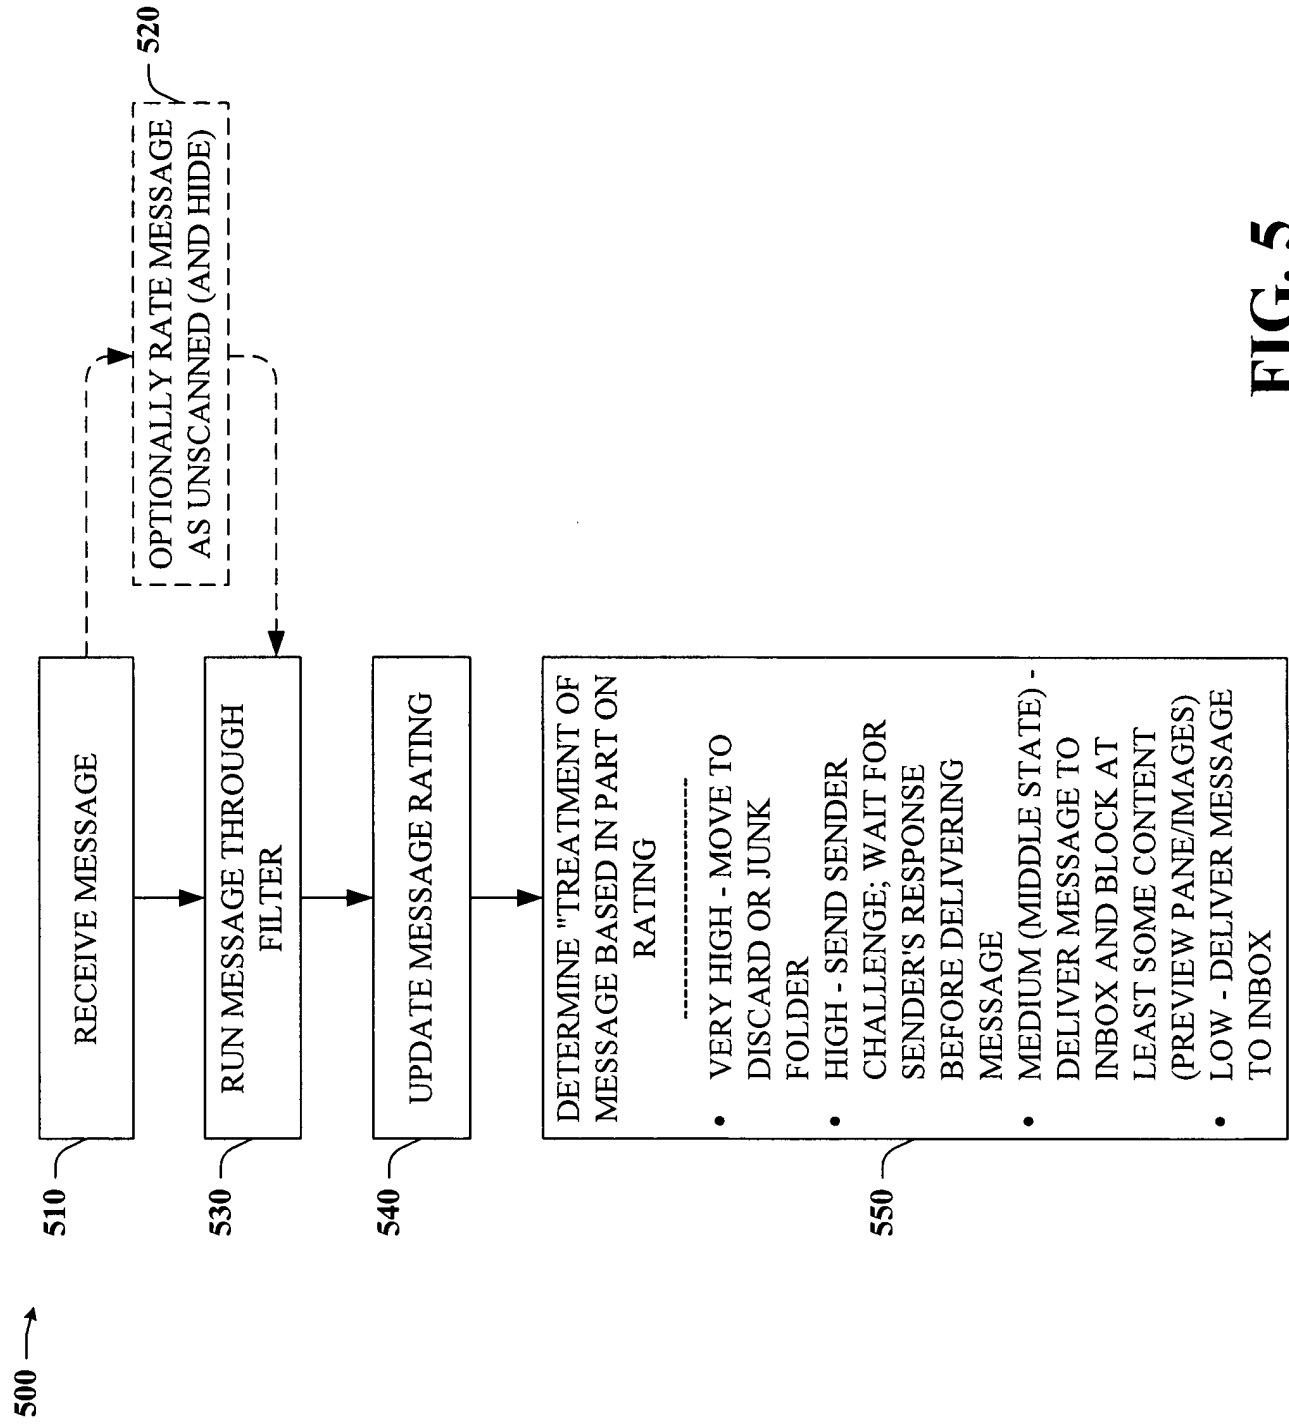 500
510
RECEIVE MESSAGE
520
OPTIONALLY RATE MESSAGE
AS UNSCANNED (AND HIDE)
530
RUN MESSAGE THROUGH
FILTER
540
UPDATE MESSAGE RATING
550
DETERMINE "TREATMENT OF
MESSAGE BASED IN PART ON
RATING
----------------------
• VERY HIGH - MOVE TO
DISCARD OR JUNK
FOLDER
• HIGH - SEND SENDER
CHALLENGE; WAIT FOR
SENDER'S RESPONSE
BEFORE DELIVERING
MESSAGE
• MEDIUM (MIDDLE STATE) -
DELIVER MESSAGE TO
INBOX AND BLOCK AT
LEAST SOME CONTENT
(PREVIEW PANE/IMAGES)
• LOW - DELIVER MESSAGE
TO INBOX
FIG. 5